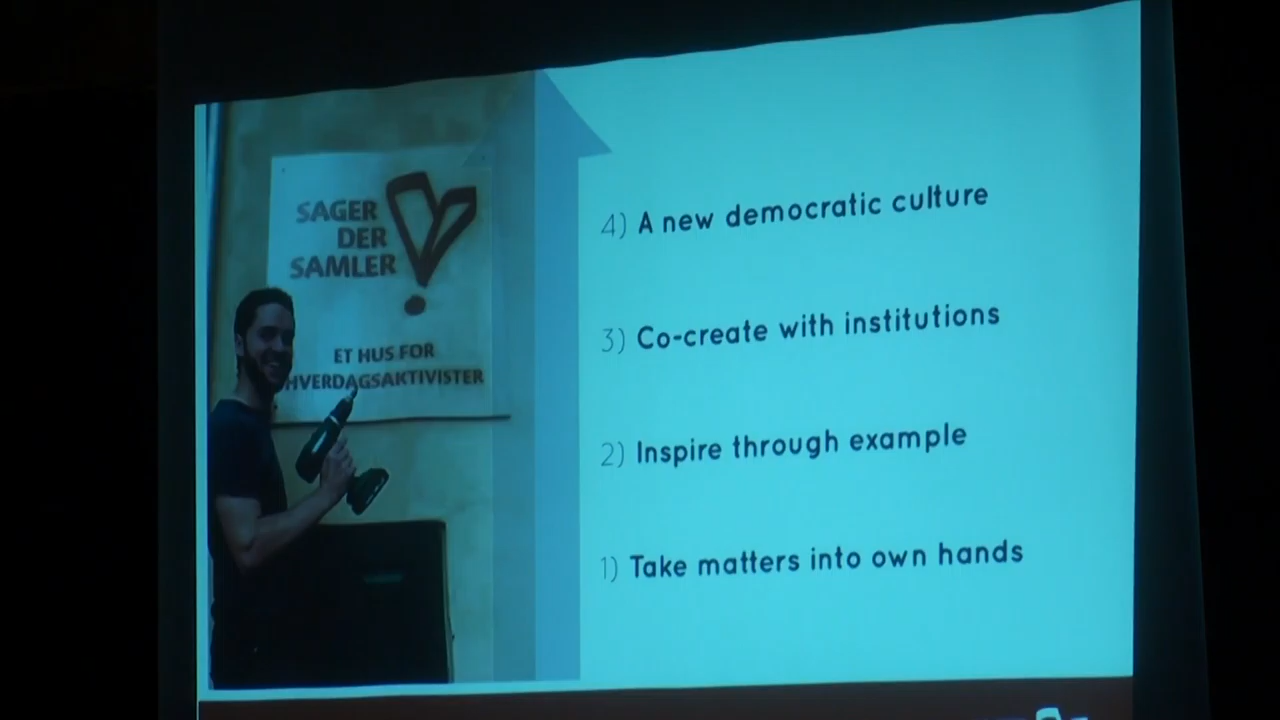 SAGER
DER
SAMLER
ET HUS FOR
HVERDAGSAKTIVISTER
4) A new democratic culture
3) Co-create with institutions
2) Inspire through example
1) Take matters into own hands